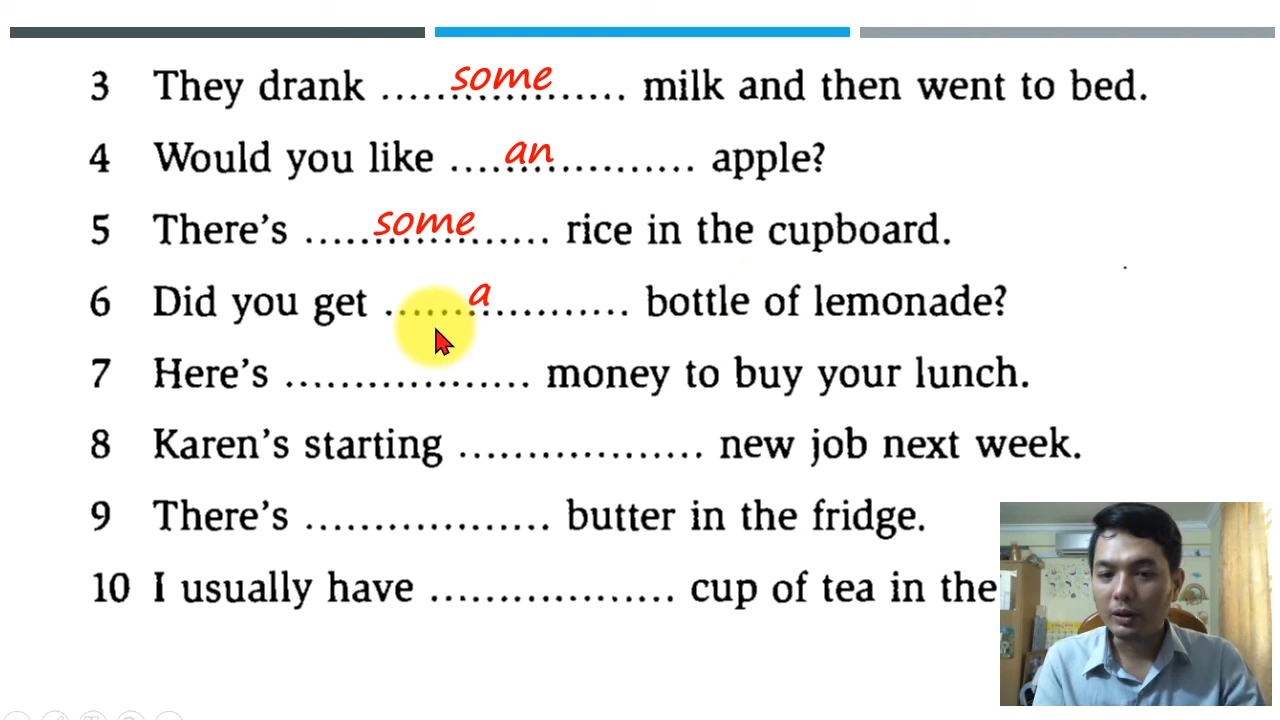 3 They drank .....some............. milk and then went to bed.
4 Would you like ....an.............. apple?
5 There's .....some............. rice in the cupboard.
6 Did you get ......a............ bottle of lemonade?
7 Here's .................. money to buy your lunch.
8 Karen's starting .................. new job next week.
9 There's .................. butter in the fridge.
10 I usually have .................. cup of tea in the